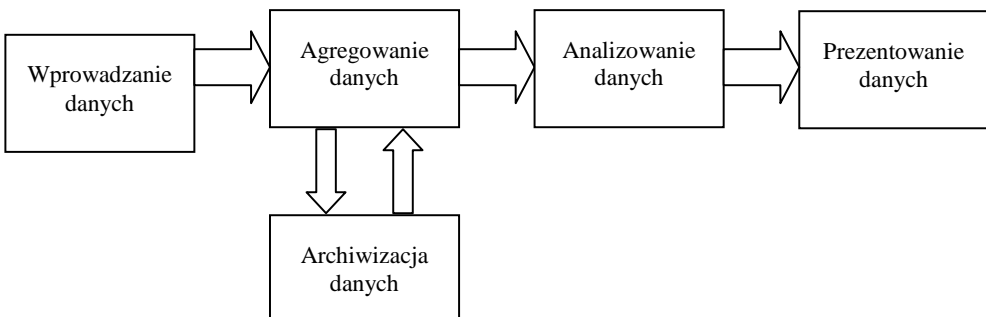 Wprowadzanie
danych
Agregowanie
danych
Analizowanie
danych
Prezentowanie
danych
Archiwizacja
danych